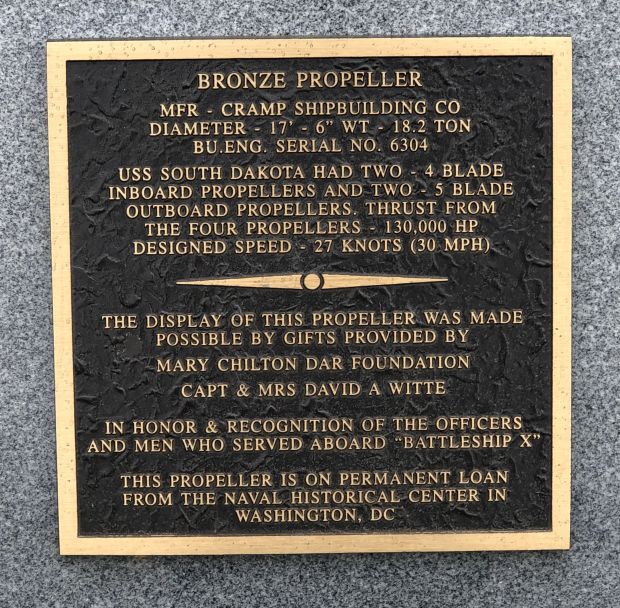 BRONZE PROPELLER
MFR - CRAMP SHIPBUILDING CO
DIAMETER - 17' - 6" WT - 18.2 TON
BU.ENG. SERIAL NO. 6304
USS SOUTH DAKOTA HAD TWO - 4 BLADE
INBOARD PROPELLERS AND TWO - 5 BLADE
OUTBOARD PROPELLERS. THRUST FROM
THE FOUR PROPELLERS - 130,000 HP
DESIGNED SPEED - 27 KNOTS (30 MPH)
THE DISPLAY OF THIS PROPELLER WAS MADE
POSSIBLE BY GIFTS PROVIDED BY
MARY CHILTON DAR FOUNDATION
CAPT & MRS DAVID A WITTE
IN HONOR & RECOGNITION OF THE OFFICERS
AND MEN WHO SERVED ABOARD "BATTLESHIP X"
THIS PROPELLER IS ON PERMANENT LOAN
FROM THE NAVAL HISTORICAL CENTER IN
WASHINGTON, DC